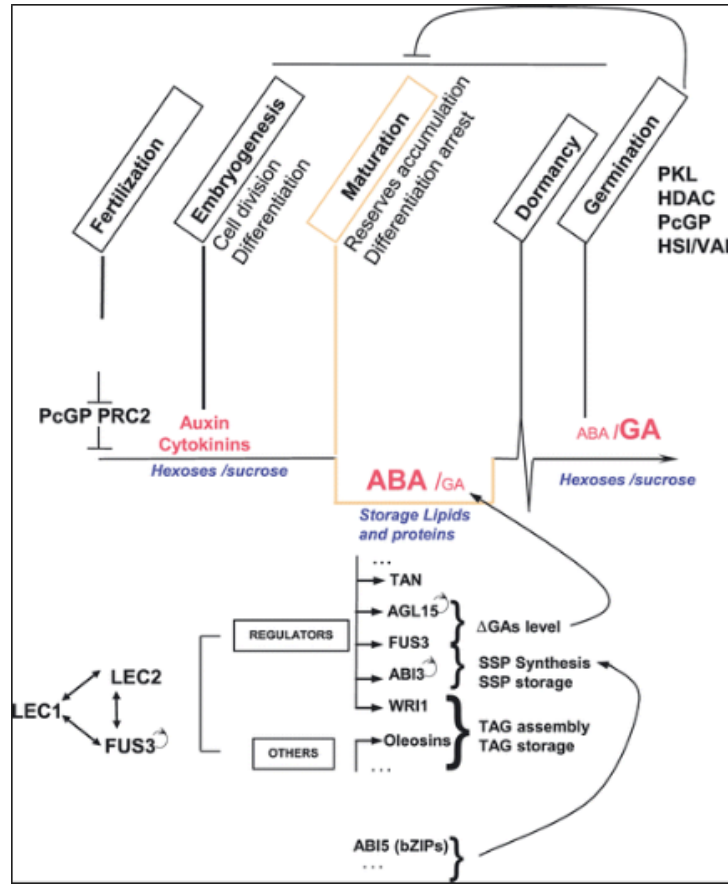 Fertilization
Embryogenesis
Cell division
Differentiation
Maturation
Reserves accumulation
Differentiation arrest
Dormancy
Germination
PKL
HDAC
PcGP
HSI/VAL
PcGP PRC2
Auxin
Cytokinins
Hexoses /sucrose
ABA /GA
Storage Lipids
and proteins
ABA /GA
Hexoses /sucrose
...
TAN
AGL15
FUS3
ABI3
WRI1
REGULATORS
ΔGAs level
SSP Synthesis
SSP storage
LEC1
LEC2
FUS3
OTHERS
Oleosins
...
TAG assembly
TAG storage
ABI5 (bZIPs)
...